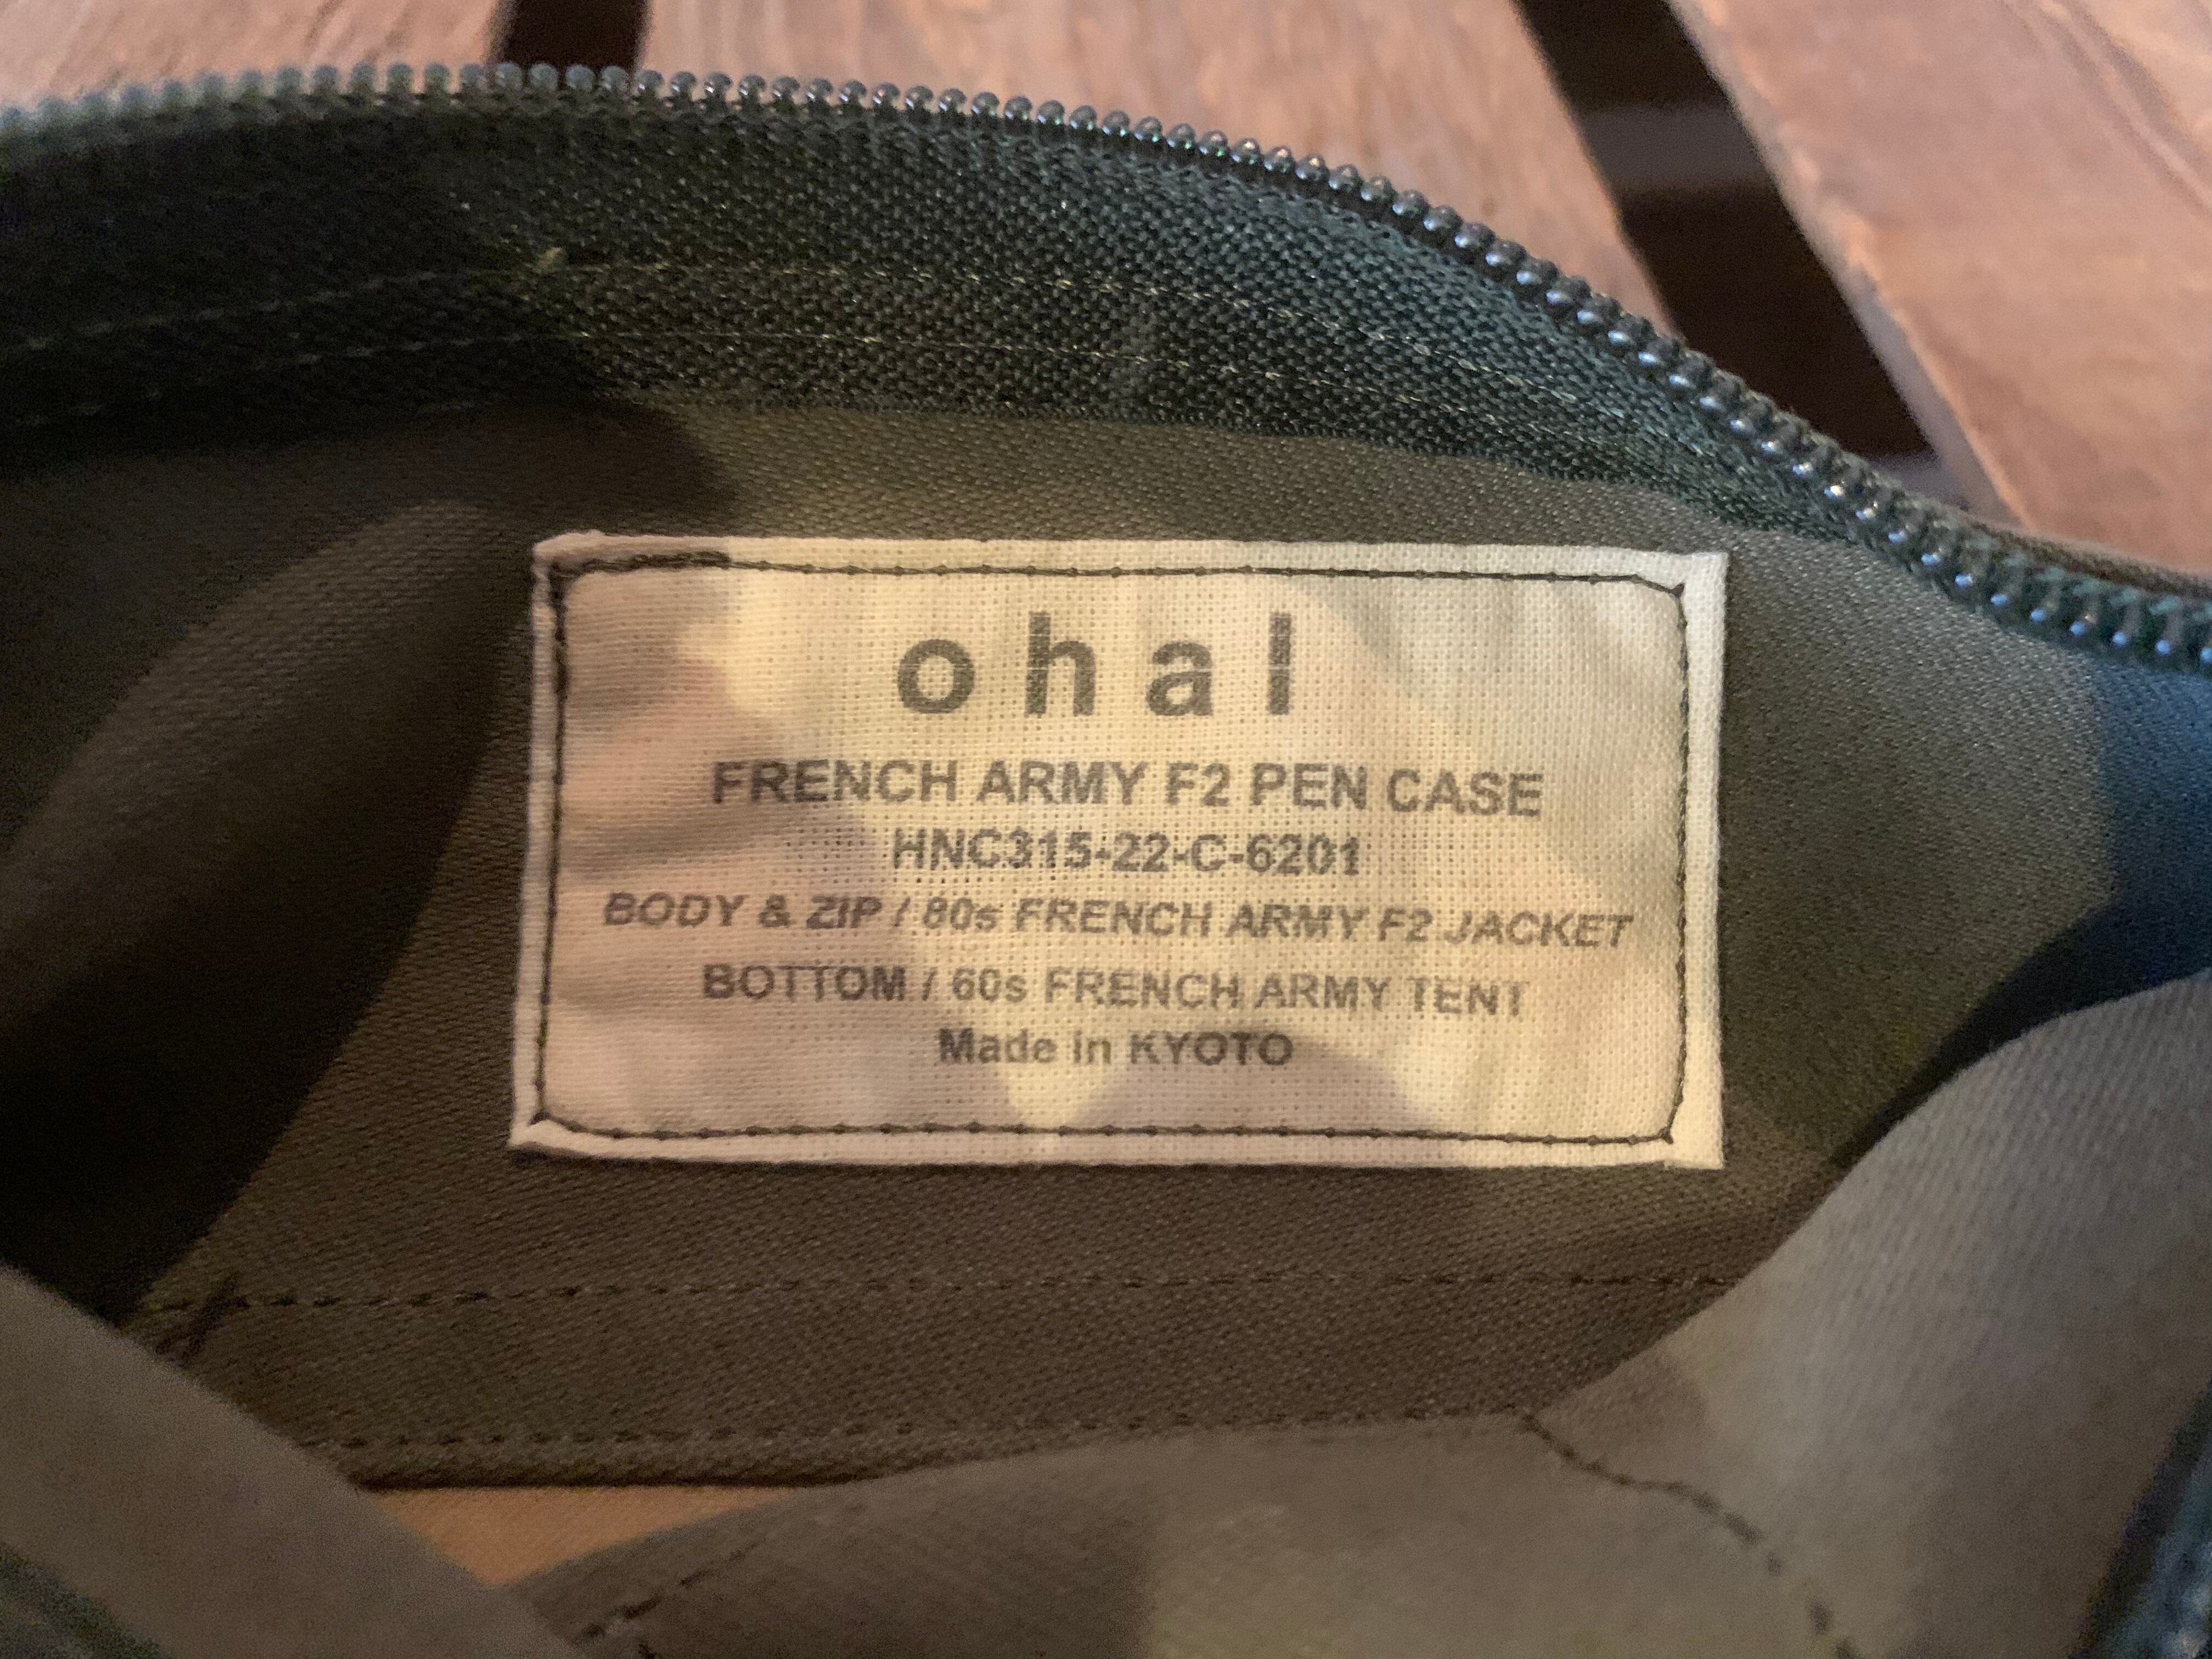 ohal
FRENCH ARMY F2 PEN CASE
HNC315-22-C-6201
BODY & ZIP / 80s FRENCH ARMY F2 JACKET
BOTTOM / 60s FRENCH ARMY TENT
Made in KYOTO